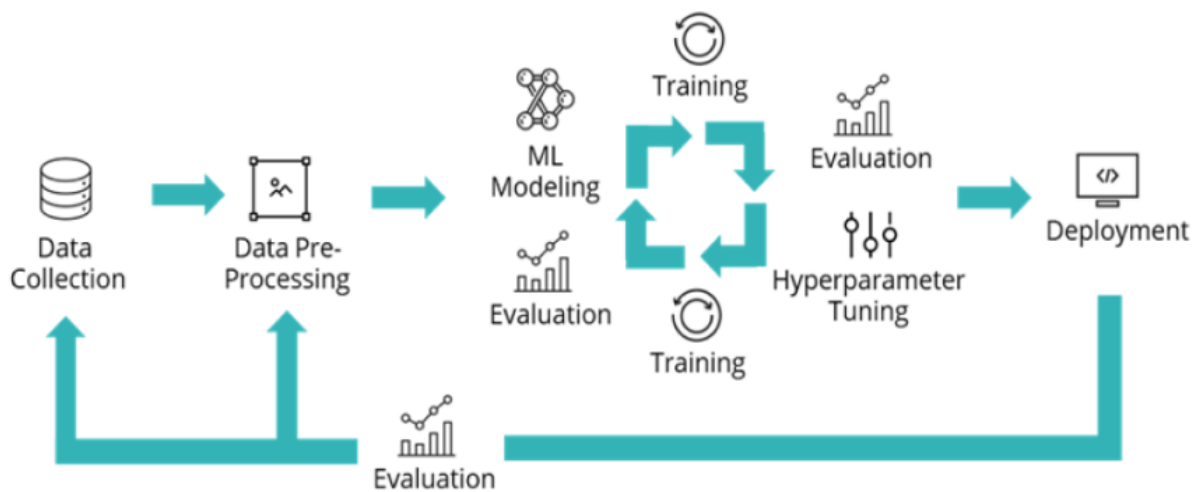 Data
Collection
Data Pre-
Processing
ML
Modeling
Training
Evaluation
Hyperparameter
Tuning
Training
Evaluation
</>
Deployment
Evaluation